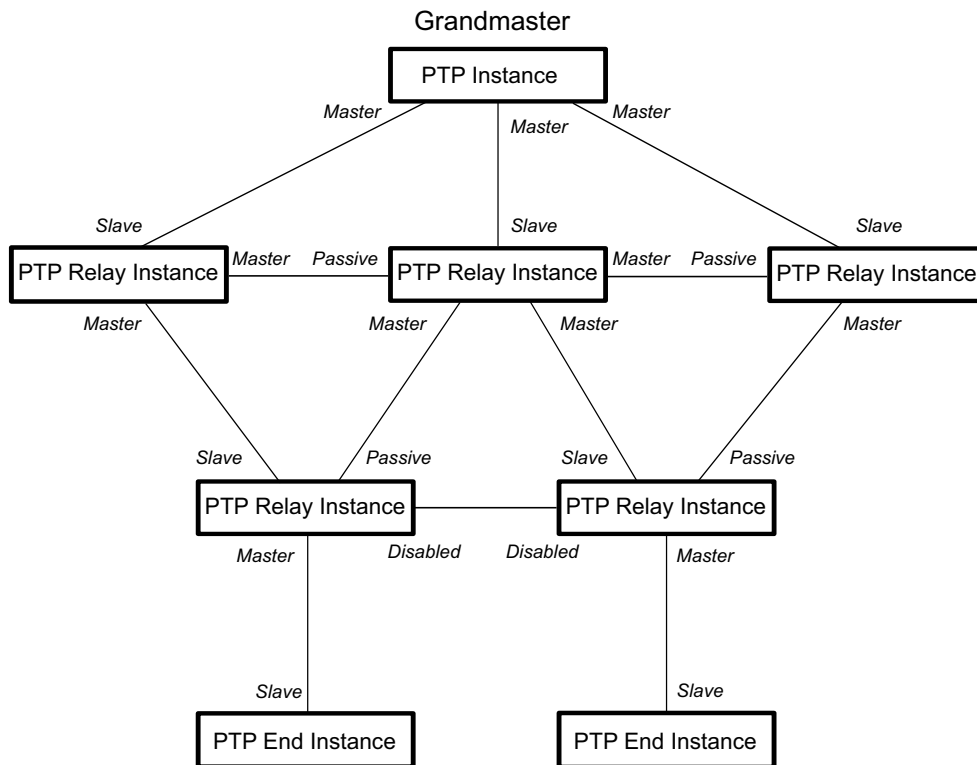 Grandmaster
PTP Instance
Master
Master
Master
Slave
Slave
Slave
PTP Relay Instance
Master
Passive
PTP Relay Instance
Master
Passive
PTP Relay Instance
Master
Master
Master
Master
Slave
Passive
Slave
Passive
PTP Relay Instance
PTP Relay Instance
Master
Disabled
Disabled
Master
Slave
Slave
PTP End Instance
PTP End Instance